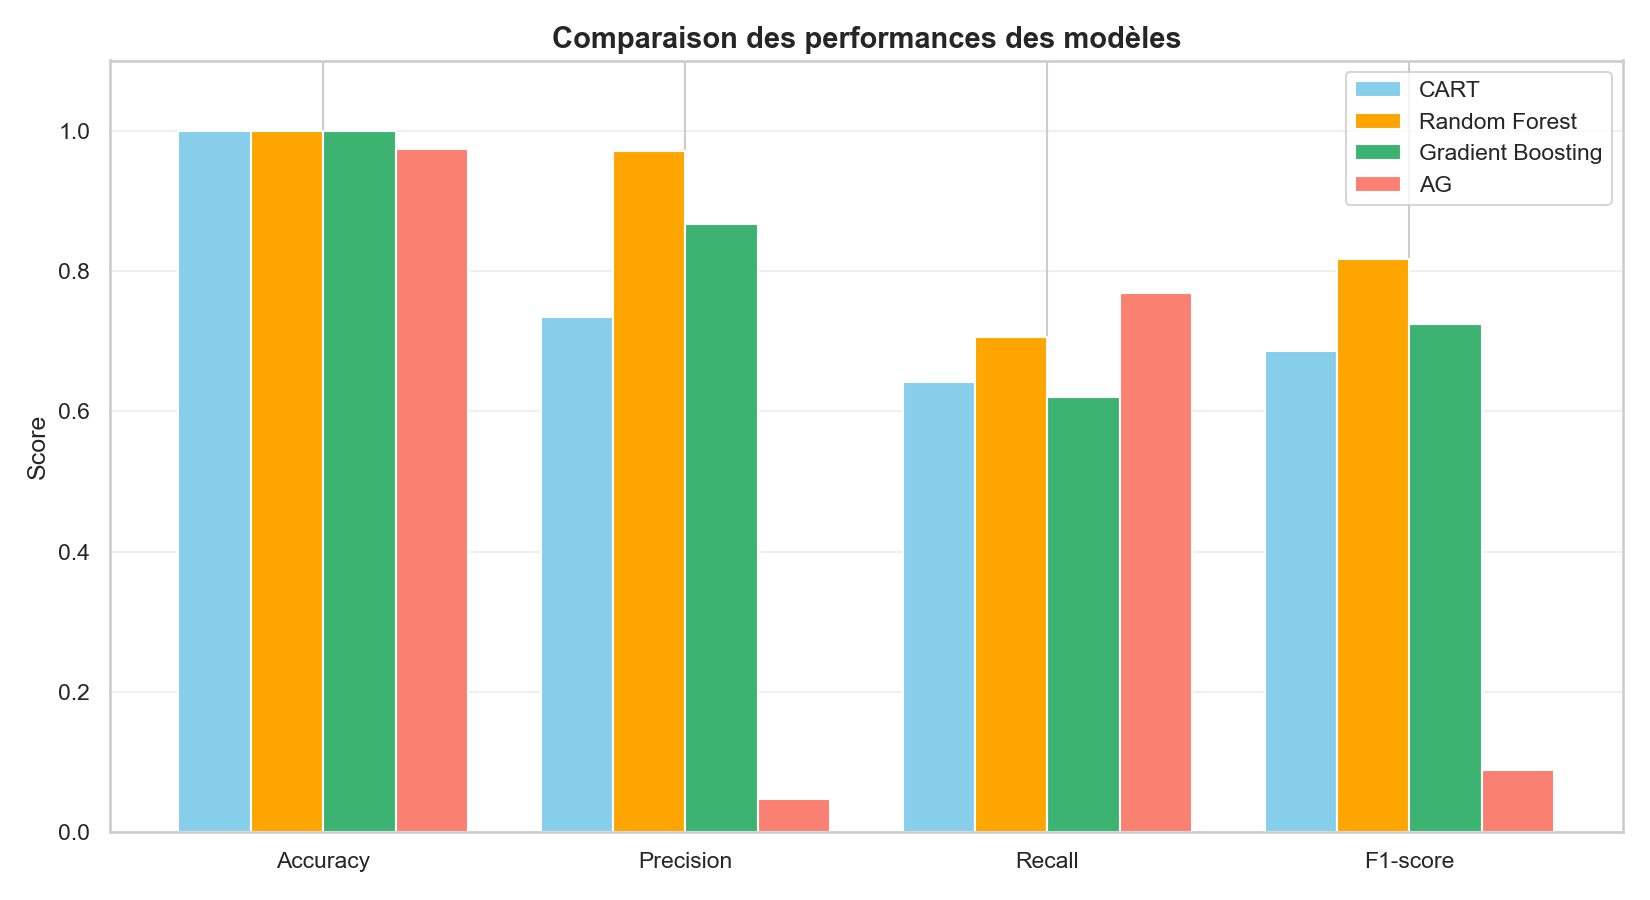 Comparaison des performances des modèles
CART
Random Forest
Gradient Boosting
AG
Score
1.0
0.8
0.6
0.4
0.2
0.0
Accuracy
Precision
Recall
F1-score